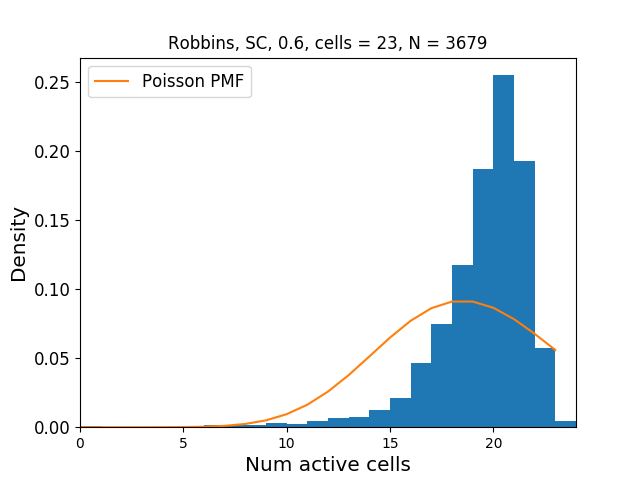 Robbins, SC, 0.6, cells = 23, N = 3679
Poisson PMF
0.25
0.20
0.15
0.10
0.05
0.00
Density
0 5 10 15 20
Num active cells